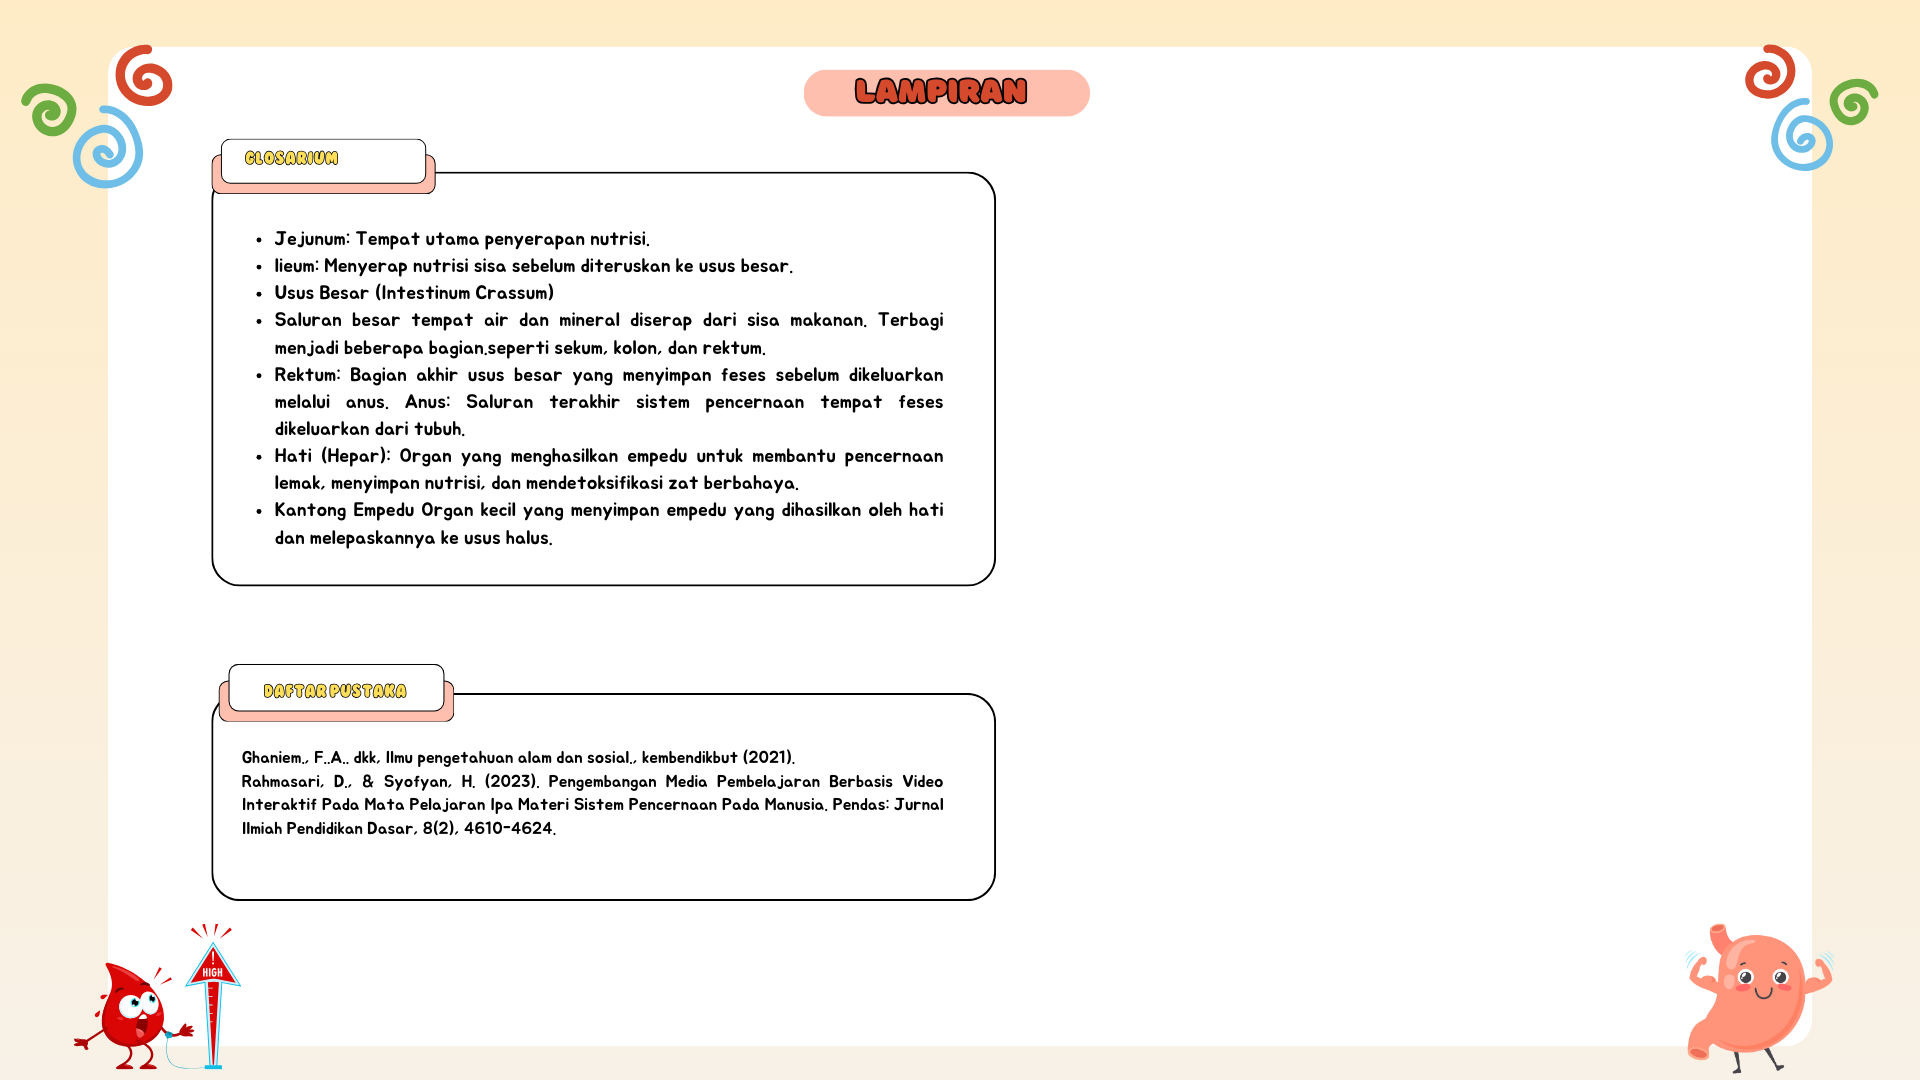 LAMPIRAN
GLOSARIUM
• Jejunum: Tempat utama penyerapan nutrisi.
• Iieum: Menyerap nutrisi sisa sebelum diteruskan ke usus besar.
• Usus Besar (Intestinum Crassum)
• Saluran besar tempat air dan mineral diserap dari sisa makanan. Terbagi
menjadi beberapa bagian.seperti sekum, kolon, dan rektum.
• Rektum: Bagian akhir usus besar yang menyimpan feses sebelum dikeluarkan
melalui anus. Anus: Saluran terakhir sistem pencernaan tempat feses
dikeluarkan dari tubuh.
• Hati (Hepar): Organ yang menghasilkan empedu untuk membantu pencernaan
lemak, menyimpan nutrisi, dan mendetoksifikasi zat berbahaya.
• Kantong Empedu Organ kecil yang menyimpan empedu yang dihasilkan oleh hati
dan melepaskannya ke usus halus.
DAFTAR PUSTAKA
Ghaniem., F..A.. dkk, Ilmu pengetahuan alam dan sosial., kembendikbut (2021).
Rahmasari, D., & Syofyan, H. (2023). Pengembangan Media Pembelajaran Berbasis Video
Interaktif Pada Mata Pelajaran Ipa Materi Sistem Pencernaan Pada Manusia. Pendas: Jurnal
Ilmiah Pendidikan Dasar, 8(2), 4610-4624.
!
HIGH